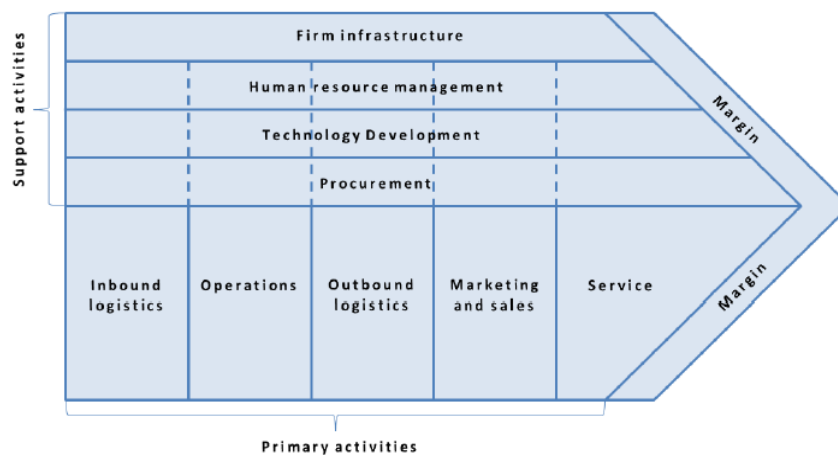 Support activities
Firm infrastructure
Human resource management
Technology Development
Procurement
Margin
Inbound
logistics
Operations
Outbound
logistics
Marketing
and sales
Service
Margin
Primary activities